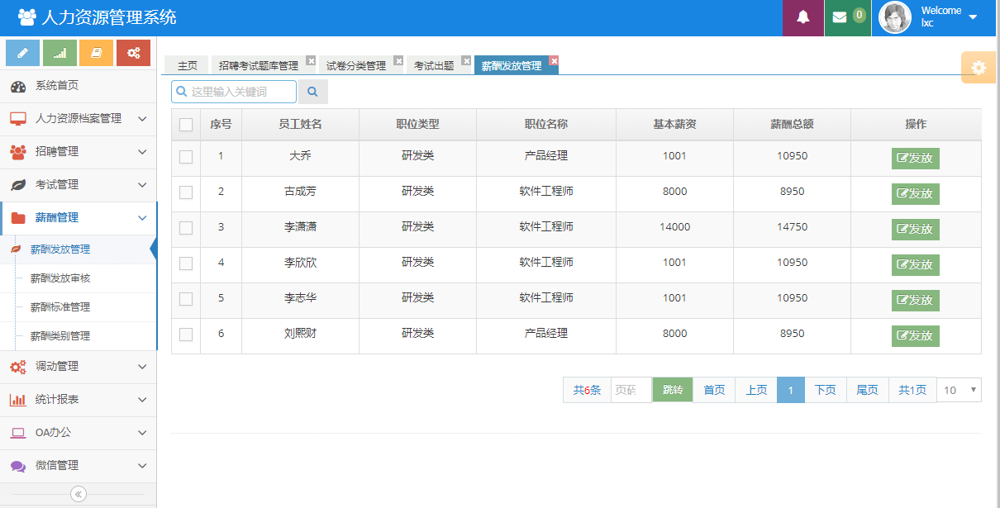 人力资源管理系统
0
Welcome
lxc
主页
招聘考试题库管理
试卷分类管理
考试出题
薪酬发放管理
系统首页
人力资源档案管理
招聘管理
考试管理
薪酬管理
薪酬发放管理
薪酬发放审核
薪酬标准管理
薪酬类别管理
调动管理
统计报表
OA办公
微信管理
这里输入关键词
序号 员工姓名 职位类型 职位名称 基本薪资 薪酬总额 操作
1 大乔 研发类 产品经理 1001 10950 发放
2 古成芳 研发类 软件工程师 8000 8950 发放
3 李潇潇 研发类 软件工程师 14000 14750 发放
4 李欣欣 研发类 软件工程师 1001 10950 发放
5 李志华 研发类 软件工程师 1001 10950 发放
6 刘熙财 研发类 产品经理 8000 8950 发放
共6条 页码 跳转 首页 上页 1 下页 尾页 共1页 10